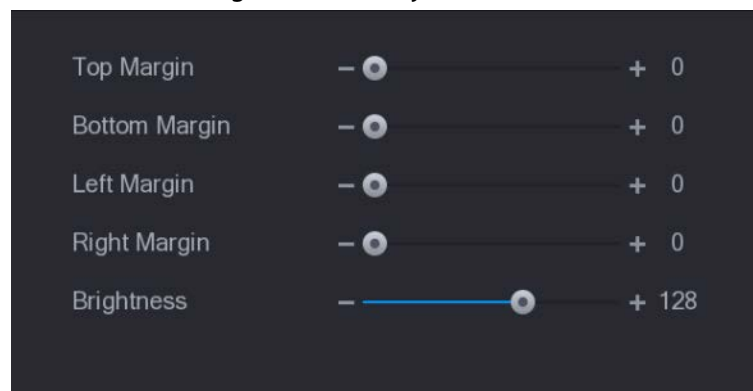 Top Margin − + 0
Bottom Margin − + 0
Left Margin − + 0
Right Margin − + 0
Brightness − + 128